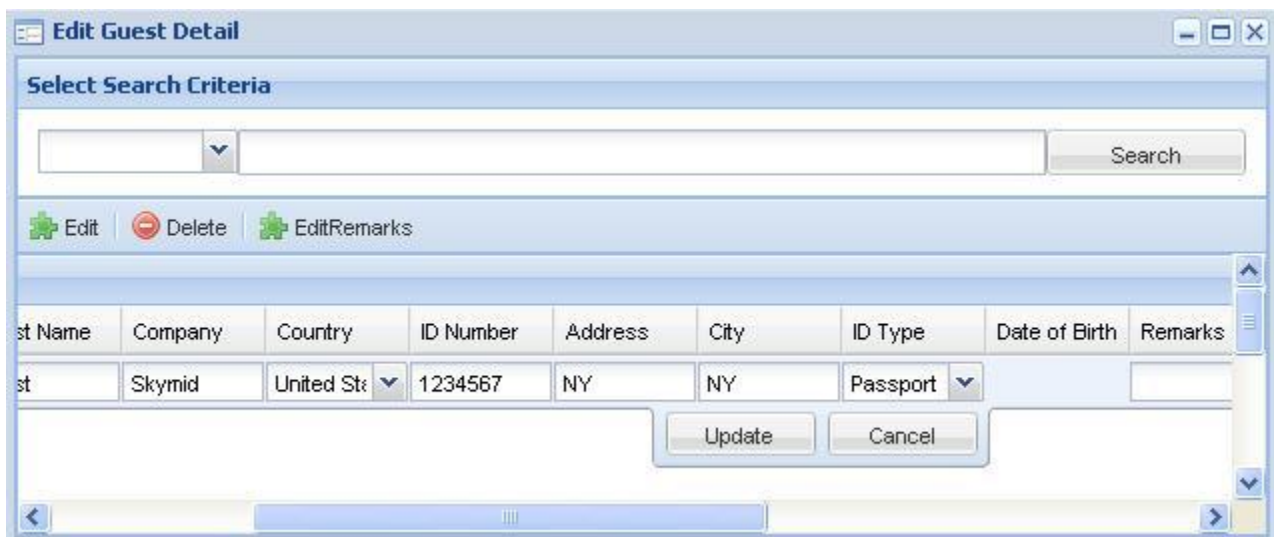 Edit Guest Detail
Select Search Criteria
Search
Edit Delete EditRemarks
st Name Company Country ID Number Address City ID Type Date of Birth Remarks
st Skymid United Sta 1234567 NY NY Passport
Update Cancel